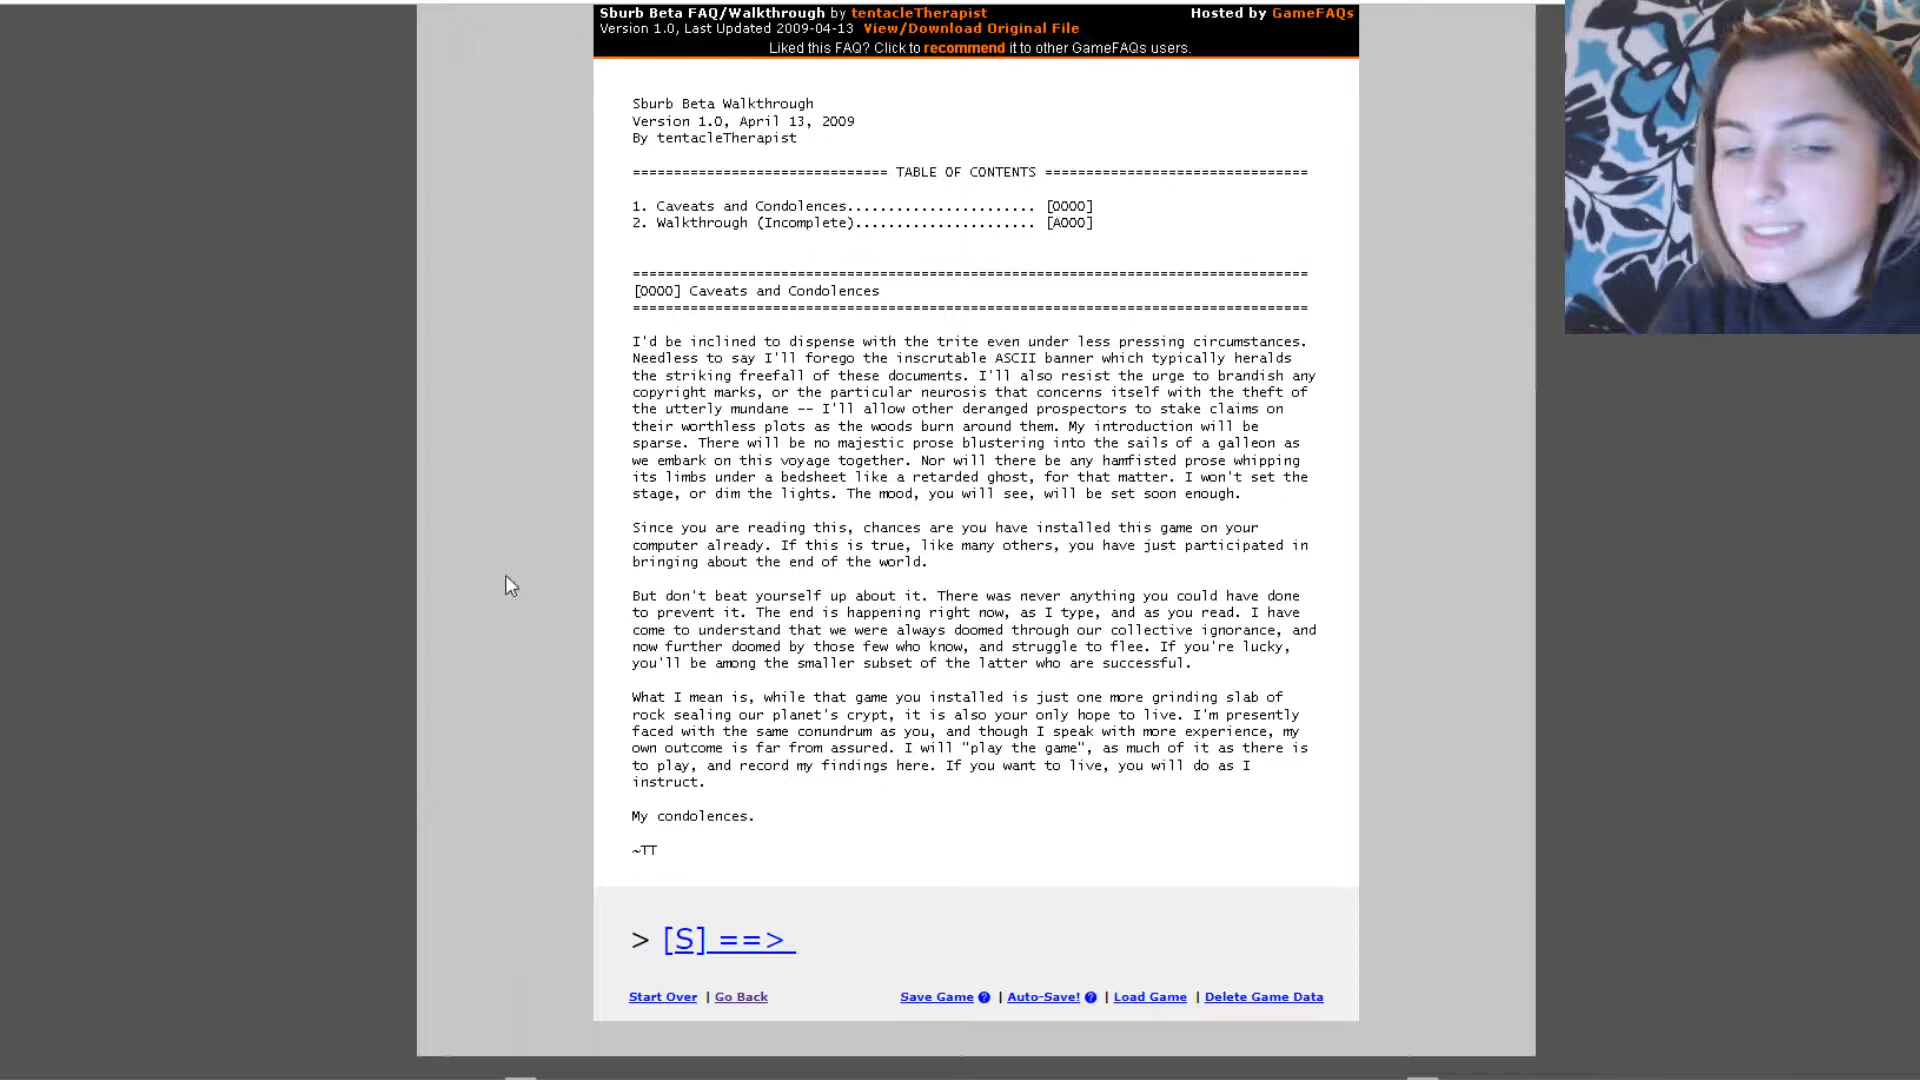 Sburb Beta FAQ/Walkthrough by tentacleTherapist
Hosted by GameFAQs
Version 1.0, Last Updated 2009-04-13 View/Download Original File
Liked this FAQ? Click to recommend it to other GameFAQs users.
Sburb Beta Walkthrough
Version 1.0, April 13, 2009
By tentacleTherapist
=============================== TABLE OF CONTENTS ================================
1. Caveats and Condolences....................... [0000]
2. Walkthrough (Incomplete)...................... [A000]
==================================================================================
[0000] Caveats and Condolences
==================================================================================
I'd be inclined to dispense with the trite even under less pressing circumstances.
Needless to say I'll forego the inscrutable ASCII banner which typically heralds
the striking freefall of these documents. I'll also resist the urge to brandish any
copyright marks, or the particular neurosis that concerns itself with the theft of
the utterly mundane -- I'll allow other deranged prospectors to stake claims on
their worthless plots as the woods burn around them. My introduction will be
sparse. There will be no majestic prose blustering into the sails of a galleon as
we embark on this voyage together. Nor will there be any hamfisted prose whipping
its limbs under a bedsheet like a retarded ghost, for that matter. I won't set the
stage, or dim the lights. The mood, you will see, will be set soon enough.
Since you are reading this, chances are you have installed this game on your
computer already. If this is true, like many others, you have just participated in
bringing about the end of the world.
But don't beat yourself up about it. There was never anything you could have done
to prevent it. The end is happening right now, as I type, and as you read. I have
come to understand that we were always doomed through our collective ignorance, and
now further doomed by those few who know, and struggle to flee. If you're lucky,
you'll be among the smaller subset of the latter who are successful.
What I mean is, while that game you installed is just one more grinding slab of
rock sealing our planet's crypt, it is also your only hope to live. I'm presently
faced with the same conundrum as you, and though I speak with more experience, my
own outcome is far from assured. I will "play the game", as much of it as there is
to play, and record my findings here. If you want to live, you will do as I
instruct.
My condolences.
~TT
> [S] ==>
Start Over | Go Back
Save Game ? | Auto-Save! ? | Load Game | Delete Game Data